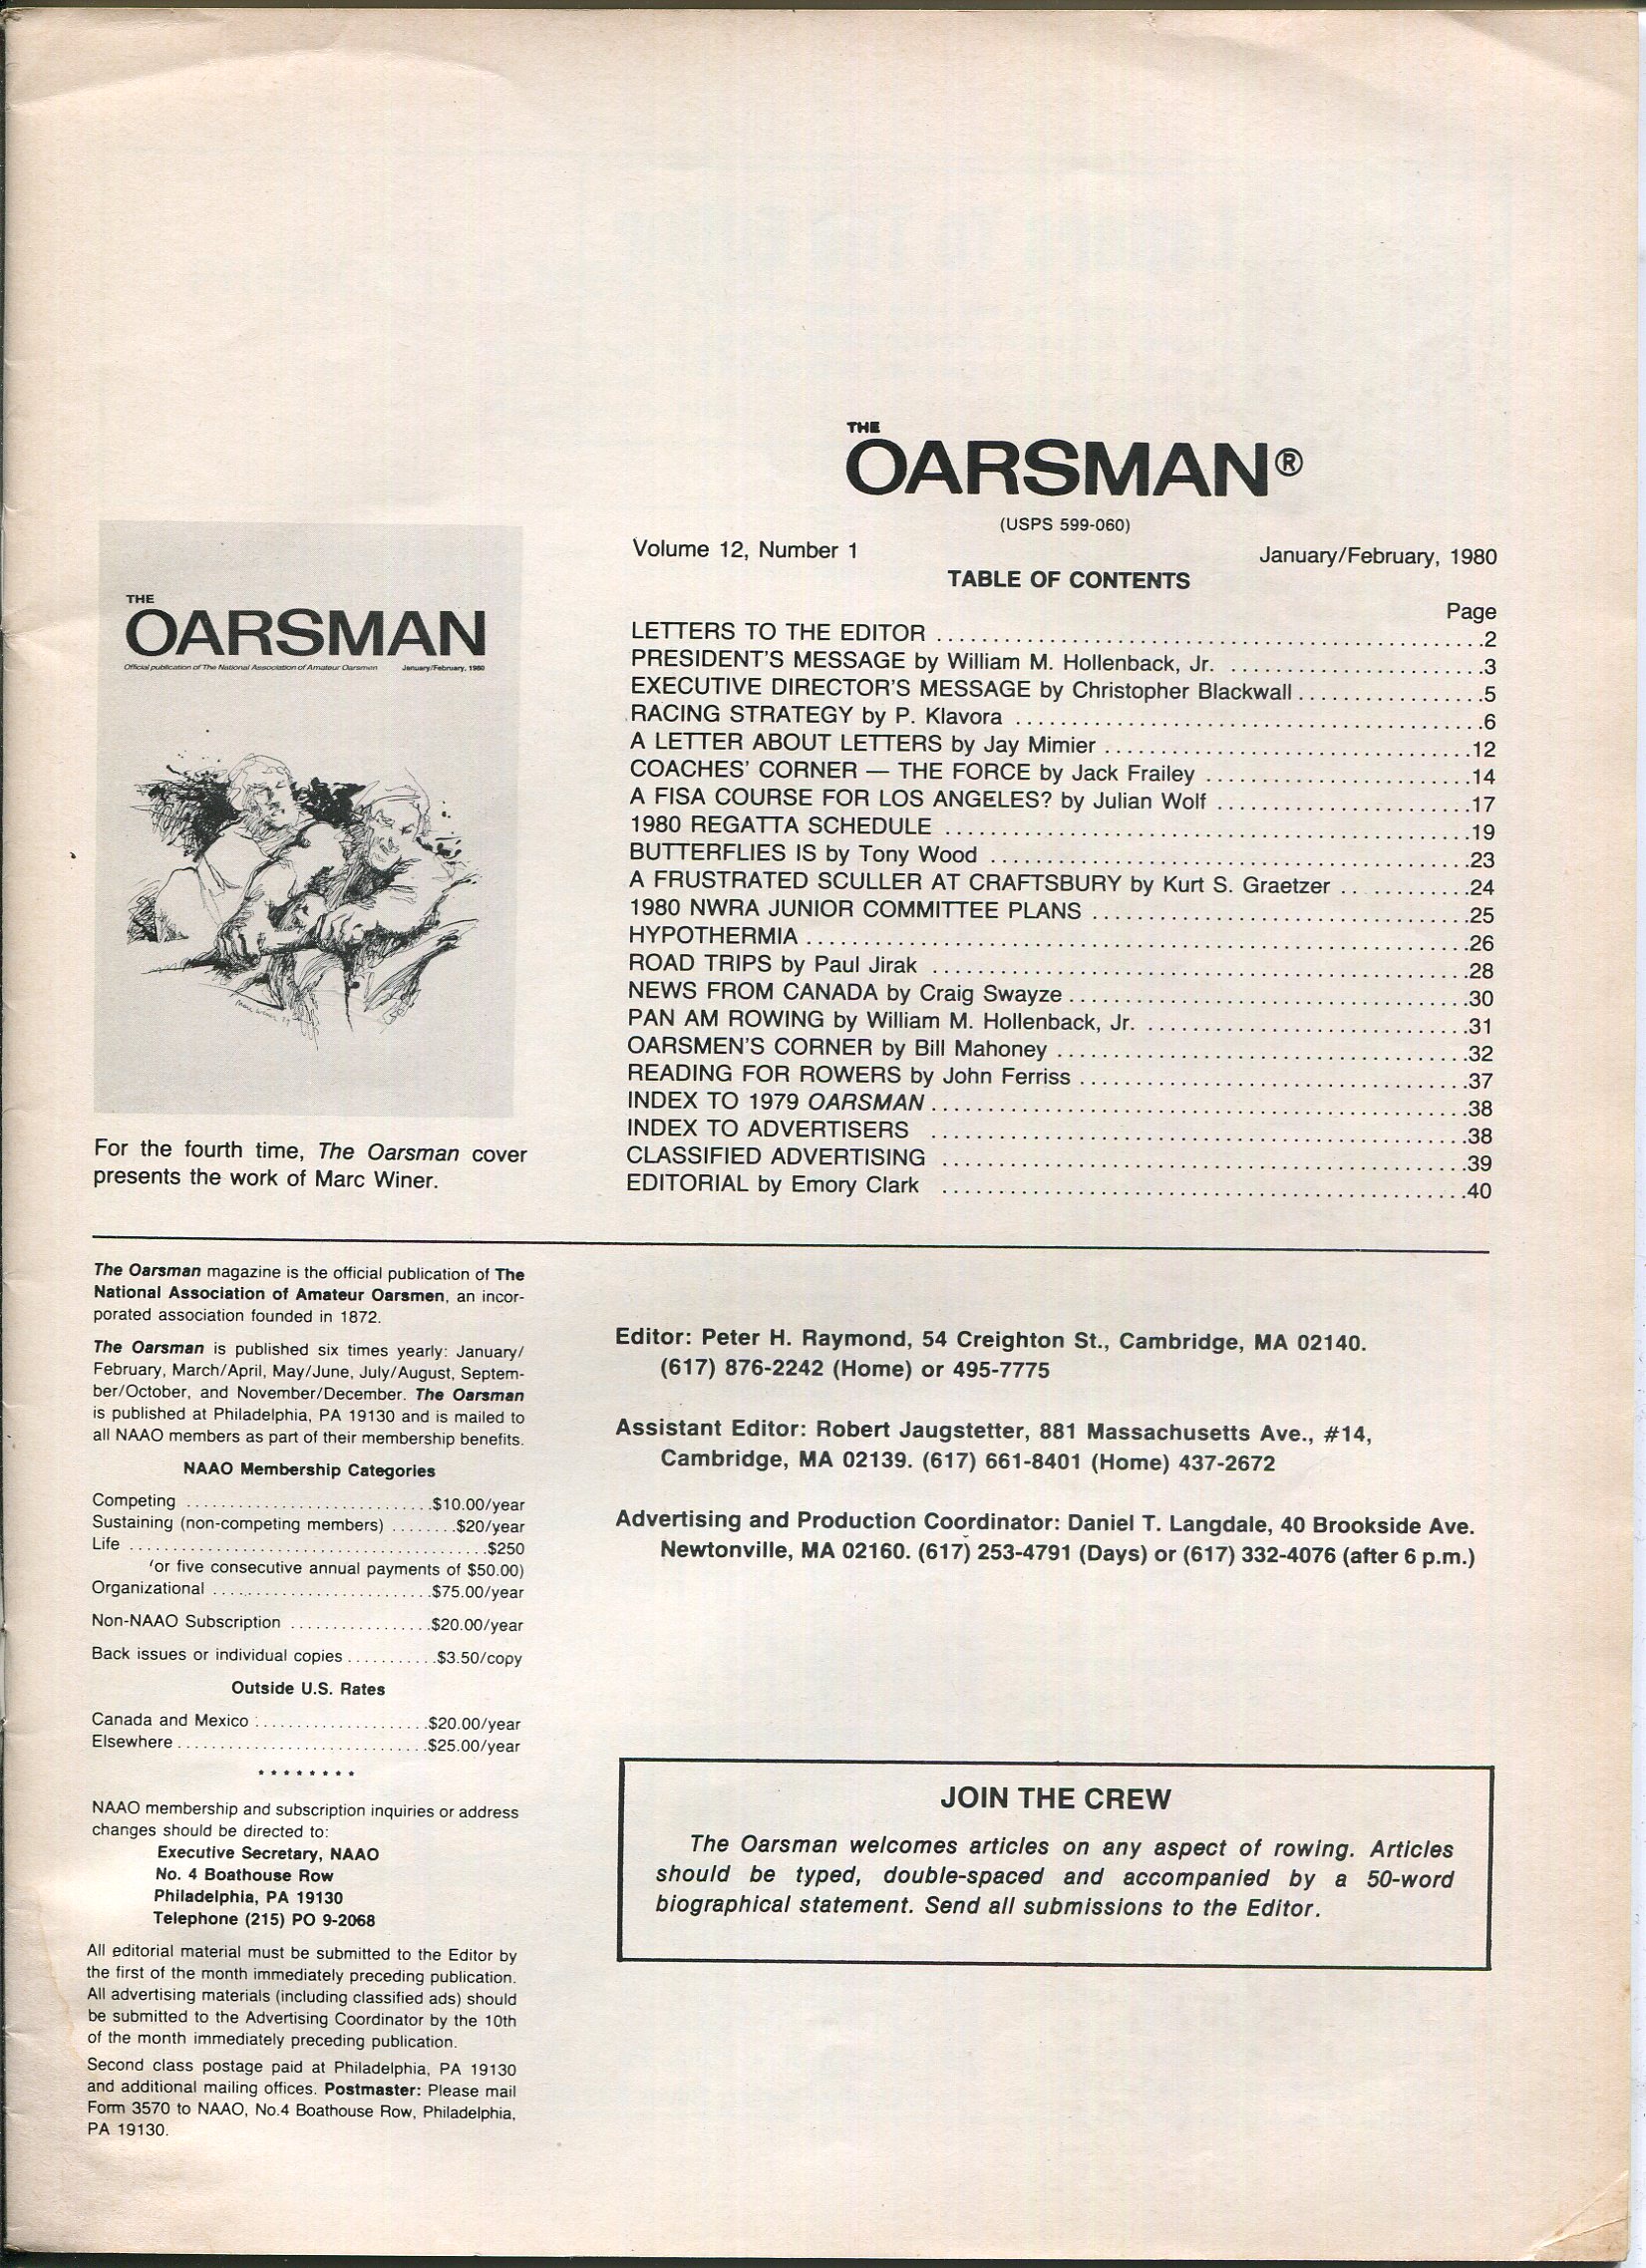 THE
OARSMAN®
(USPS 599-060)
Volume 12, Number 1
January/February, 1980
TABLE OF CONTENTS
Page
LETTERS TO THE EDITOR ..........2
PRESIDENT'S MESSAGE by William M. Hollenback, Jr. ..........3
EXECUTIVE DIRECTOR'S MESSAGE by Christopher Blackwall ..........5
RACING STRATEGY by P. Klavora ..........6
A LETTER ABOUT LETTERS by Jay Mimier ..........12
COACHES' CORNER — THE FORCE by Jack Frailey ..........14
A FISA COURSE FOR LOS ANGELES? by Julian Wolf ..........17
1980 REGATTA SCHEDULE ..........19
BUTTERFLIES IS by Tony Wood ..........23
A FRUSTRATED SCULLER AT CRAFTSBURY by Kurt S. Graetzer ..........24
1980 NWRA JUNIOR COMMITTEE PLANS ..........25
HYPOTHERMIA ..........26
ROAD TRIPS by Paul Jirak ..........28
NEWS FROM CANADA by Craig Swayze ..........30
PAN AM ROWING by William M. Hollenback, Jr. ..........31
OARSMEN'S CORNER by Bill Mahoney ..........32
READING FOR ROWERS by John Ferriss ..........37
INDEX TO 1979 OARSMAN ..........38
INDEX TO ADVERTISERS ..........38
CLASSIFIED ADVERTISING ..........39
EDITORIAL by Emory Clark ..........40
THE
OARSMAN
Official publication of The National Association of Amateur Oarsmen January/February, 1980
For the fourth time, The Oarsman cover
presents the work of Marc Winer.
The Oarsman magazine is the official publication of The
National Association of Amateur Oarsmen, an incor-
porated association founded in 1872.
The Oarsman is published six times yearly: January/
February, March/April, May/June, July/August, Septem-
ber/October, and November/December. The Oarsman
is published at Philadelphia, PA 19130 and is mailed to
all NAAO members as part of their membership benefits.
NAAO Membership Categories
Competing ..........$10.00/year
Sustaining (non-competing members) ........$20/year
Life ..........$250
(or five consecutive annual payments of $50.00)
Organizational ..........$75.00/year
Non-NAAO Subscription ..........$20.00/year
Back issues or individual copies ..........$3.50/copy
Outside U.S. Rates
Canada and Mexico ..........$20.00/year
Elsewhere ..........$25.00/year
* * * * * * * *
NAAO membership and subscription inquiries or address
changes should be directed to:
Executive Secretary, NAAO
No. 4 Boathouse Row
Philadelphia, PA 19130
Telephone (215) PO 9-2068
All editorial material must be submitted to the Editor by
the first of the month immediately preceding publication.
All advertising materials (including classified ads) should
be submitted to the Advertising Coordinator by the 10th
of the month immediately preceding publication.
Second class postage paid at Philadelphia, PA 19130
and additional mailing offices. Postmaster: Please mail
Form 3570 to NAAO, No.4 Boathouse Row, Philadelphia,
PA 19130.
Editor: Peter H. Raymond, 54 Creighton St., Cambridge, MA 02140.
(617) 876-2242 (Home) or 495-7775
Assistant Editor: Robert Jaugstetter, 881 Massachusetts Ave., #14,
Cambridge, MA 02139. (617) 661-8401 (Home) 437-2672
Advertising and Production Coordinator: Daniel T. Langdale, 40 Brookside Ave.
Newtonville, MA 02160. (617) 253-4791 (Days) or (617) 332-4076 (after 6 p.m.)
JOIN THE CREW
The Oarsman welcomes articles on any aspect of rowing. Articles
should be typed, double-spaced and accompanied by a 50-word
biographical statement. Send all submissions to the Editor.